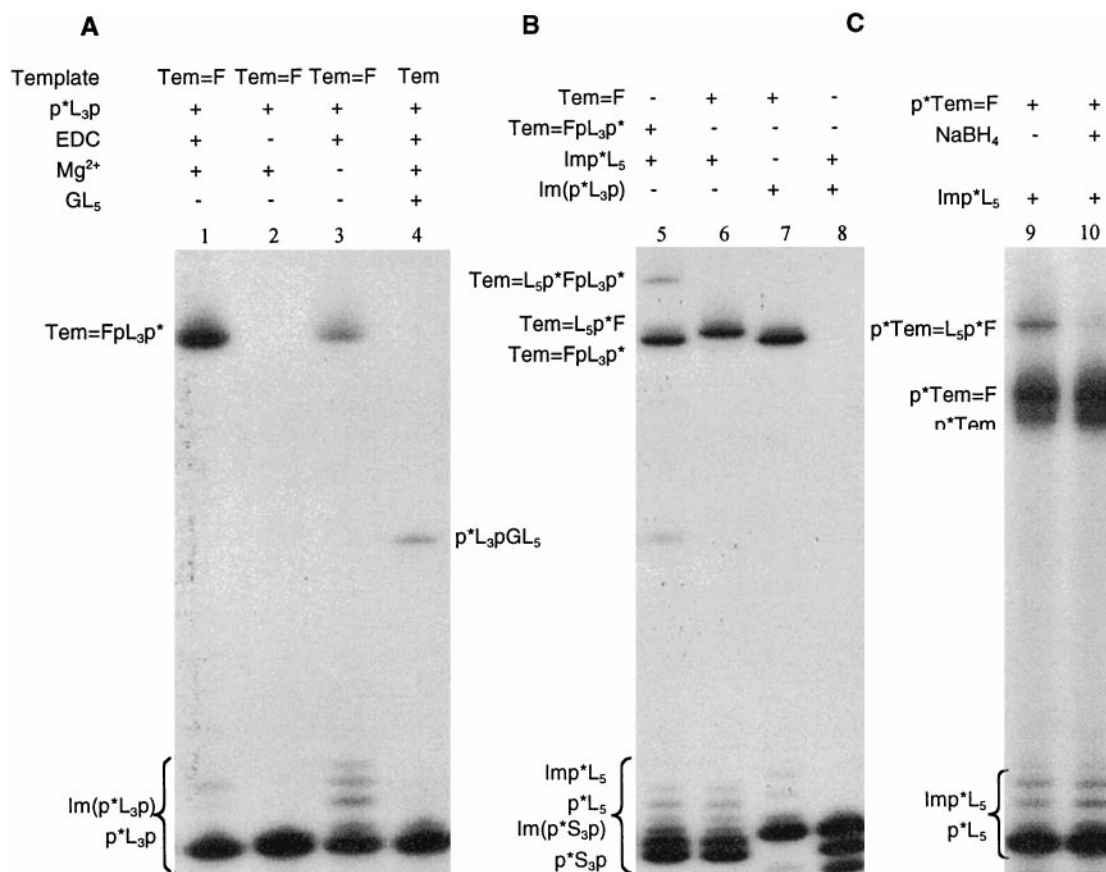 A
B
C
Template Tem=F Tem=F Tem=F Tem
p*L₃p + + + +
EDC + - + +
Mg²⁺ + + - +
GL₅ - - - +
1 2 3 4
Tem=FpL₃p*
p*L₃pGL₅
Im(p*L₃p)
p*L₃p
Tem=F - + + -
Tem=FpL₃p* + - - -
Imp*L₅ + + - +
Im(p*L₃p) - - + +
5 6 7 8
Tem=L₅p*FpL₃p*
Tem=L₅p*F
Tem=FpL₃p*
Imp*L₅
p*L₅
Im(p*S₃p)
p*S₃p
p*Tem=F + +
NaBH₄ - +
Imp*L₅ + +
9 10
p*Tem=L₅p*F
p*Tem=F
p*Tem
Imp*L₅
p*L₅